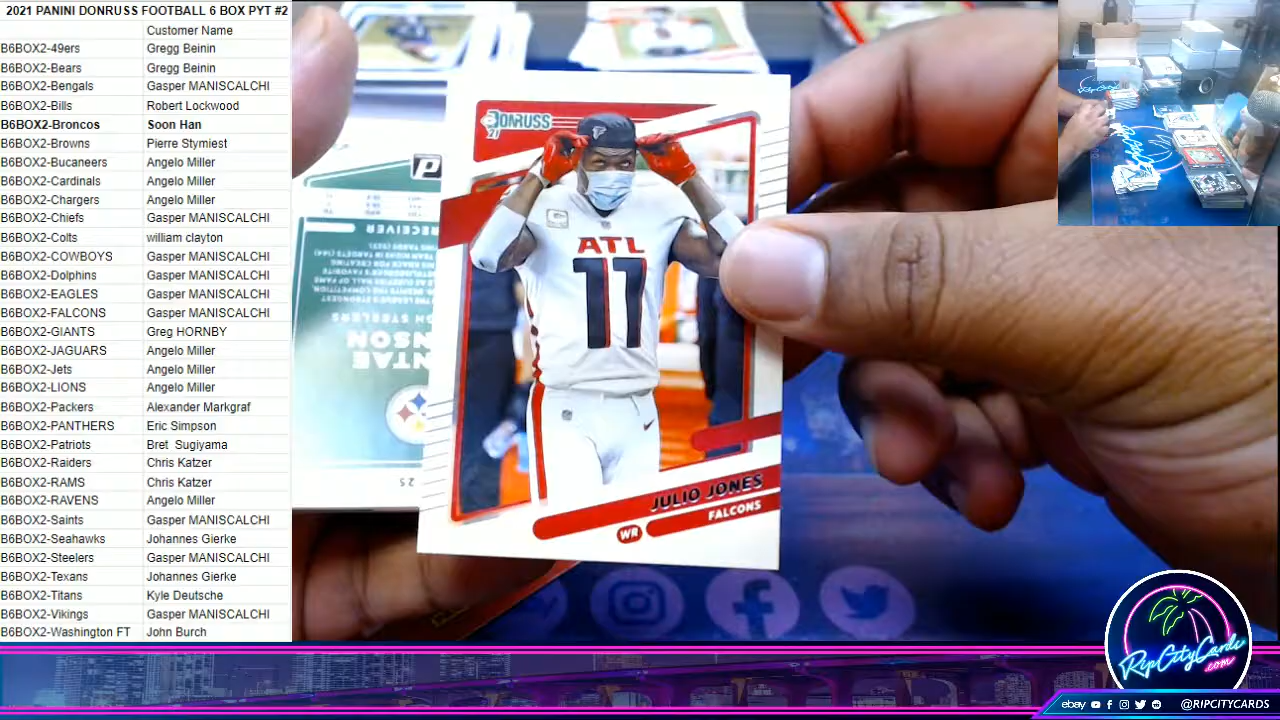 2021 PANINI DONRUSS FOOTBALL 6 BOX PYT #2
Customer Name
B6BOX2-49ers Gregg Beinin
B6BOX2-Bears Gregg Beinin
B6BOX2-Bengals Gasper MANISCALCHI
B6BOX2-Bills Robert Lockwood
B6BOX2-Broncos Soon Han
B6BOX2-Browns Pierre Stymiest
B6BOX2-Bucaneers Angelo Miller
B6BOX2-Cardinals Angelo Miller
B6BOX2-Chargers Angelo Miller
B6BOX2-Chiefs Gasper MANISCALCHI
B6BOX2-Colts william clayton
B6BOX2-COWBOYS Gasper MANISCALCHI
B6BOX2-Dolphins Gasper MANISCALCHI
B6BOX2-EAGLES Gasper MANISCALCHI
B6BOX2-FALCONS Gasper MANISCALCHI
B6BOX2-GIANTS Greg HORNBY
B6BOX2-JAGUARS Angelo Miller
B6BOX2-Jets Angelo Miller
B6BOX2-LIONS Angelo Miller
B6BOX2-Packers Alexander Markgraf
B6BOX2-PANTHERS Eric Simpson
B6BOX2-Patriots Bret Sugiyama
B6BOX2-Raiders Chris Katzer
B6BOX2-RAMS Chris Katzer
B6BOX2-RAVENS Angelo Miller
B6BOX2-Saints Gasper MANISCALCHI
B6BOX2-Seahawks Johannes Gierke
B6BOX2-Steelers Gasper MANISCALCHI
B6BOX2-Texans Johannes Gierke
B6BOX2-Titans Kyle Deutsche
B6BOX2-Vikings Gasper MANISCALCHI
B6BOX2-Washington FT John Burch
DONRUSS
21
ATL
11
JULIO JONES
WR FALCONS
P
RECEIVER
STEELERS
25
RipCityCards
.com
ebay @RIPCITYCARDS